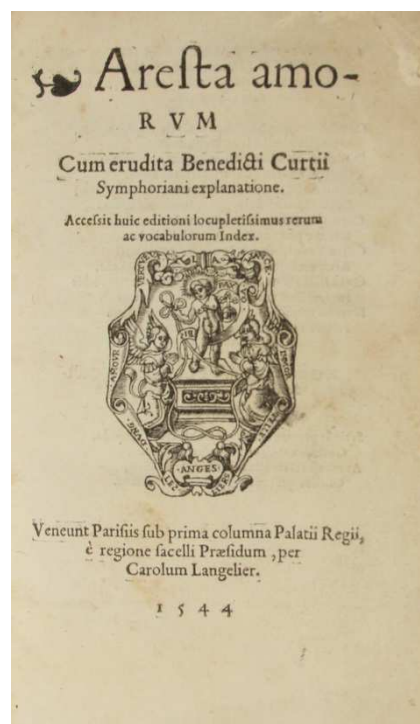 Aresta amo-
RVM
Cum erudita Benedicti Curtii
Symphoriani explanatione.
Accessit huic editioni locupletissimus rerum
ac vocabulorum Index.
ANGES
Veneunt Parisiis sub prima columna Palatii Regii,
è regione sacelli Præsidum, per
Carolum Langelier.
1544